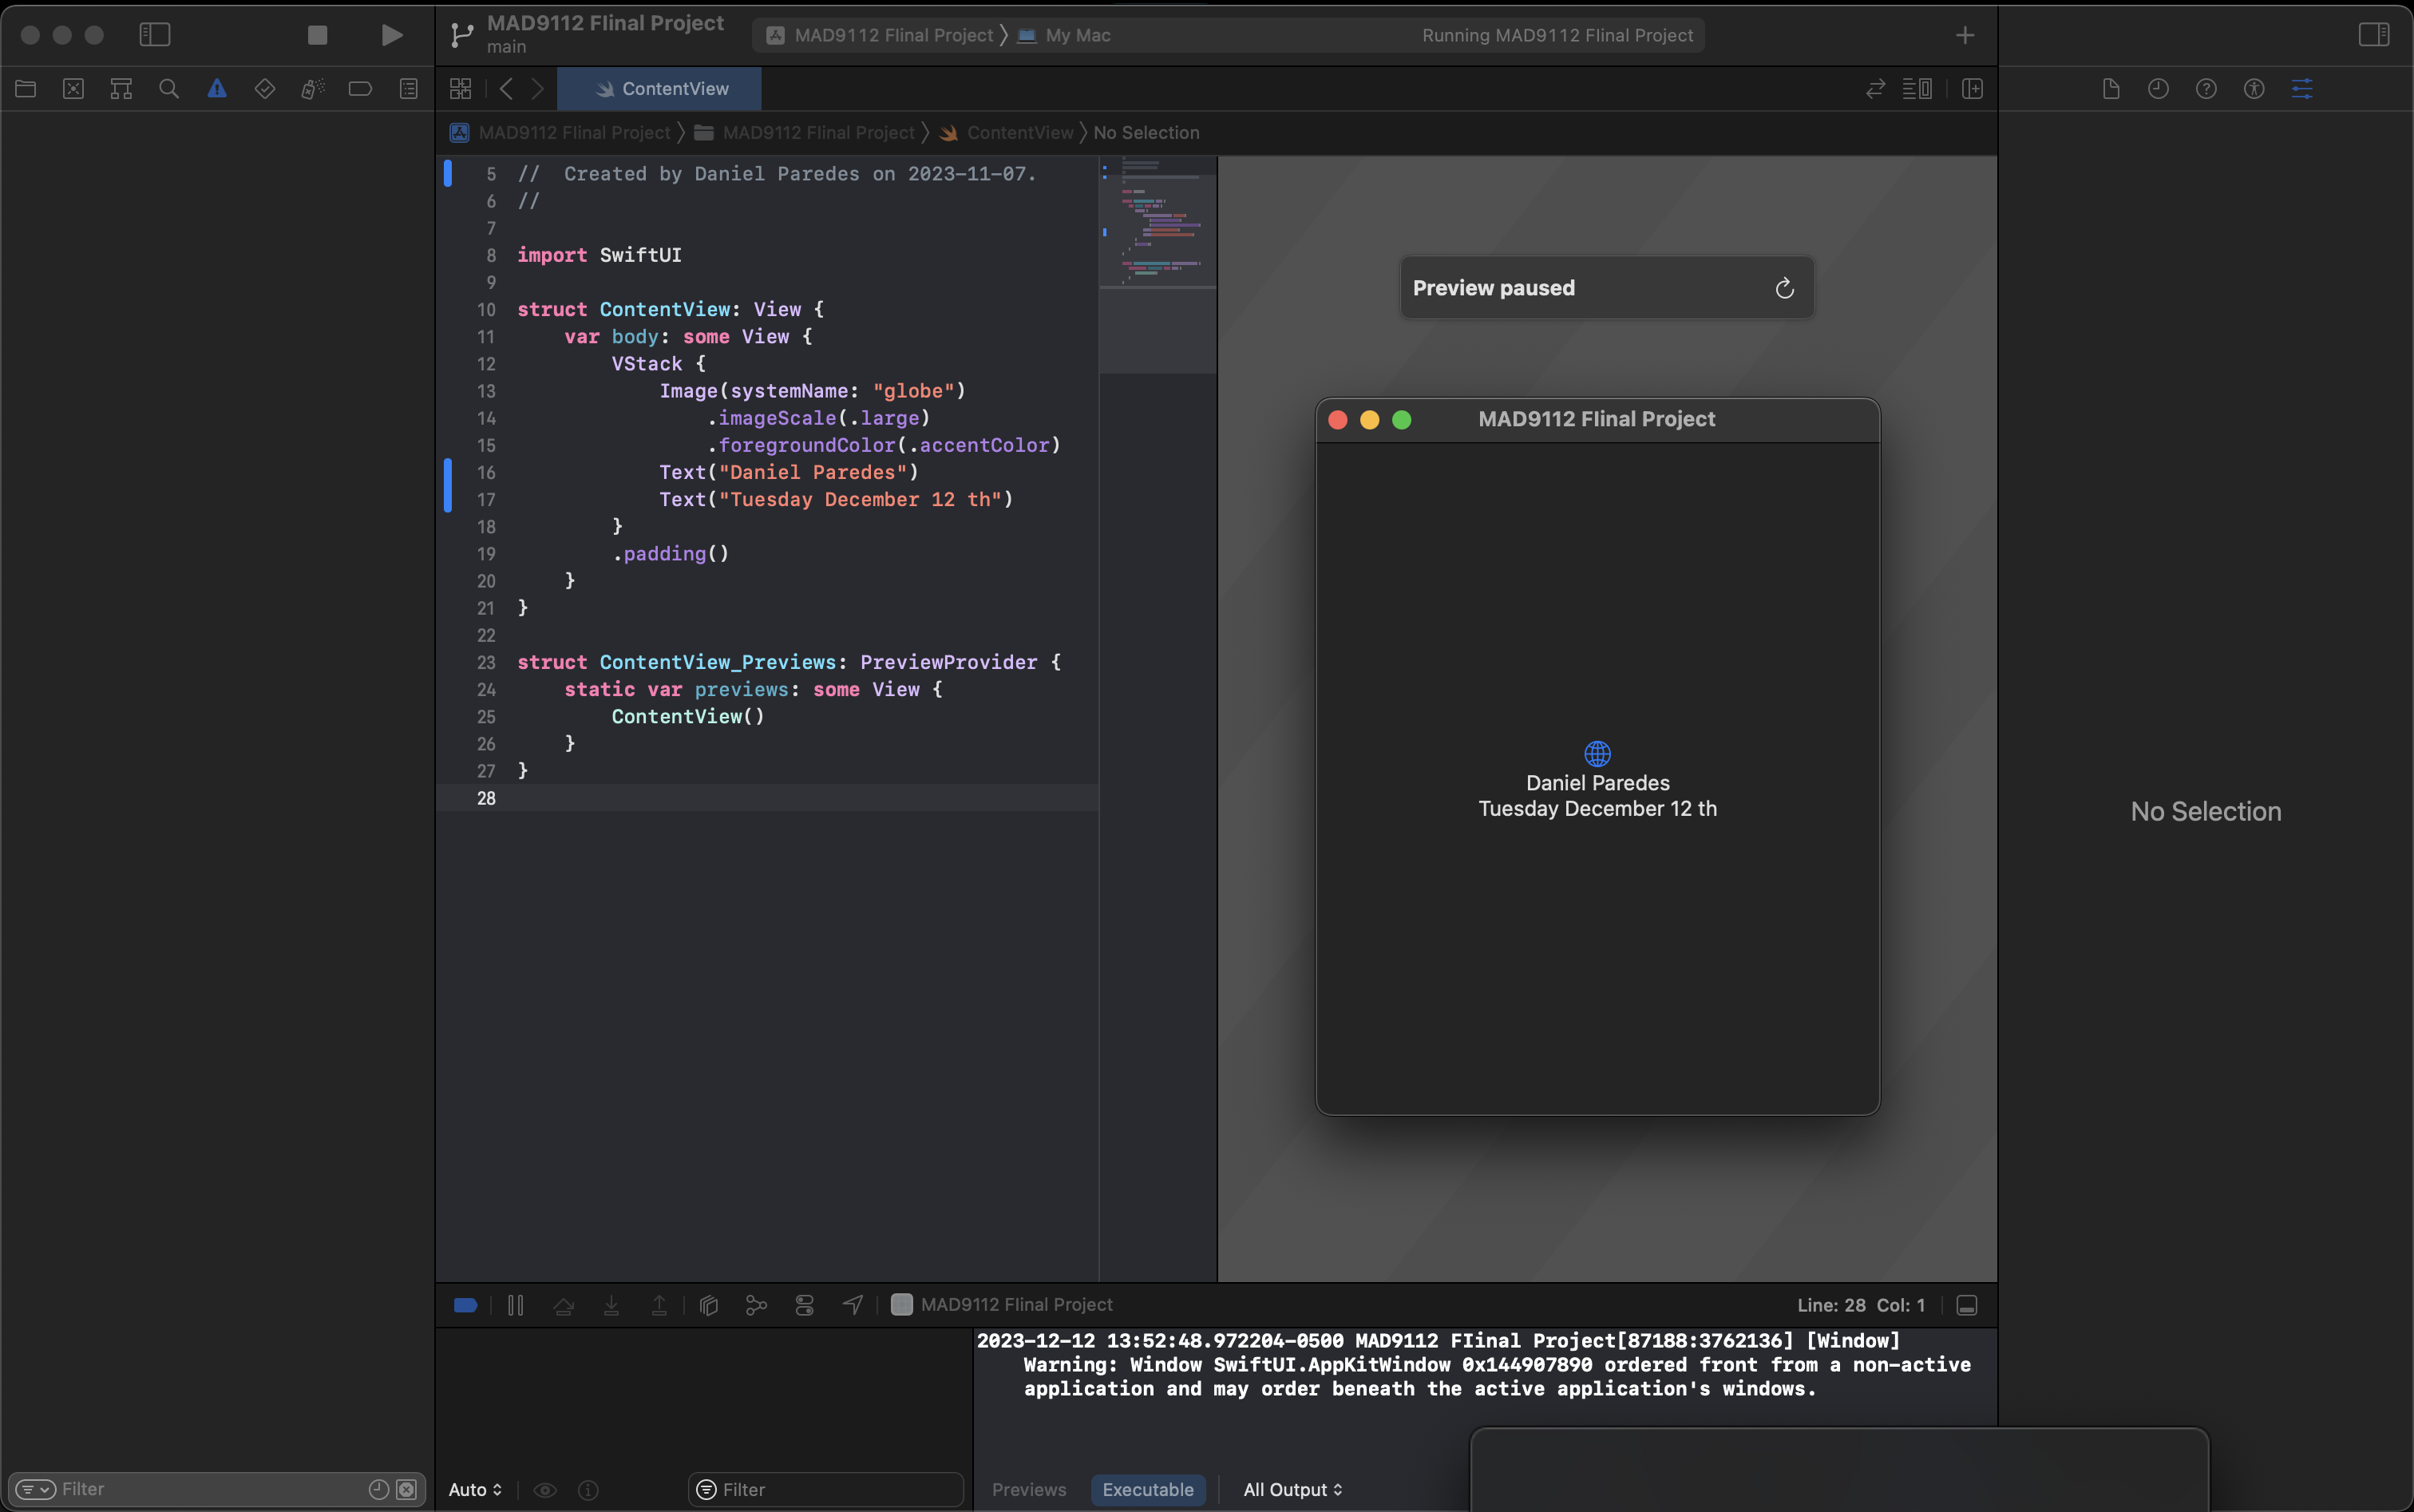 MAD9112 FIinal Project
main
MAD9112 FIinal Project
My Mac
Running MAD9112 FIinal Project
ContentView
MAD9112 FIinal Project
MAD9112 FIinal Project
ContentView
No Selection
5 //  Created by Daniel Paredes on 2023-11-07.
6 //
7
8 import SwiftUI
9
10 struct ContentView: View {
11     var body: some View {
12         VStack {
13             Image(systemName: "globe")
14                 .imageScale(.large)
15                 .foregroundColor(.accentColor)
16             Text("Daniel Paredes")
17             Text("Tuesday December 12 th")
18         }
19         .padding()
20     }
21 }
22
23 struct ContentView_Previews: PreviewProvider {
24     static var previews: some View {
25         ContentView()
26     }
27 }
28
Preview paused
MAD9112 FIinal Project
Daniel Paredes
Tuesday December 12 th
No Selection
MAD9112 FIinal Project
Line: 28  Col: 1
2023-12-12 13:52:48.972204-0500 MAD9112 FIinal Project[87188:3762136] [Window]
Warning: Window SwiftUI.AppKitWindow 0x144907890 ordered front from a non-active
application and may order beneath the active application's windows.
Filter
Auto
Filter
Previews
Executable
All Output